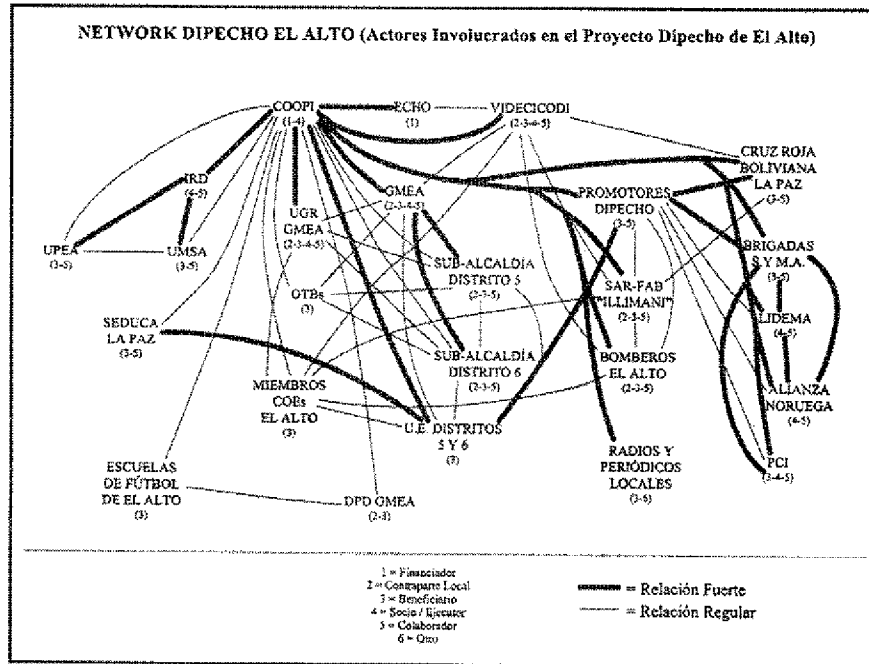 NETWORK DIPECHO EL ALTO (Actores Involucrados en el Proyecto Dipecho de El Alto)
COOPI
(1-4)
ECHO
(1)
VIDECICODI
(2-3-4-5)
CRUZ ROJA
BOLIVIANA
LA PAZ
(3-5)
IRD
(4-5)
GMEA
(2-3-4-5)
PROMOTORES
DIPECHO
(3-5)
UGR
GMEA
(2-3-4-5)
UPEA
(3-5)
UMSA
(3-5)
BRIGADAS
S Y M.A.
(3-5)
SUB-ALCALDÍA
DISTRITO 5
(2-3-5)
GTBs
(3)
SAR-FAB
"ILLIMANI"
LIDEMA
(4-5)
SEDUCA
LA PAZ
(3-5)
SUB-ALCALDÍA
DISTRITO 6
(2-3-5)
BOMBEROS
EL ALTO
(2-3-5)
MIEMBROS
COEs
EL ALTO
(3)
ALIANZA
NORUEGA
(4-5)
U.E. DISTRITOS
5 Y 6
(3)
RADIOS Y
PERIÓDICOS
LOCALES
(3-6)
PCI
(3-4-5)
ESCUELAS
DE FÚTBOL
DE EL ALTO
(3)
DPD GMEA
(2-3)
1 = Financiador
2 = Contraparte Local
3 = Beneficiario
4 = Socio / Ejecutor
5 = Colaborador
6 = Otro
= Relación Fuerte
= Relación Regular